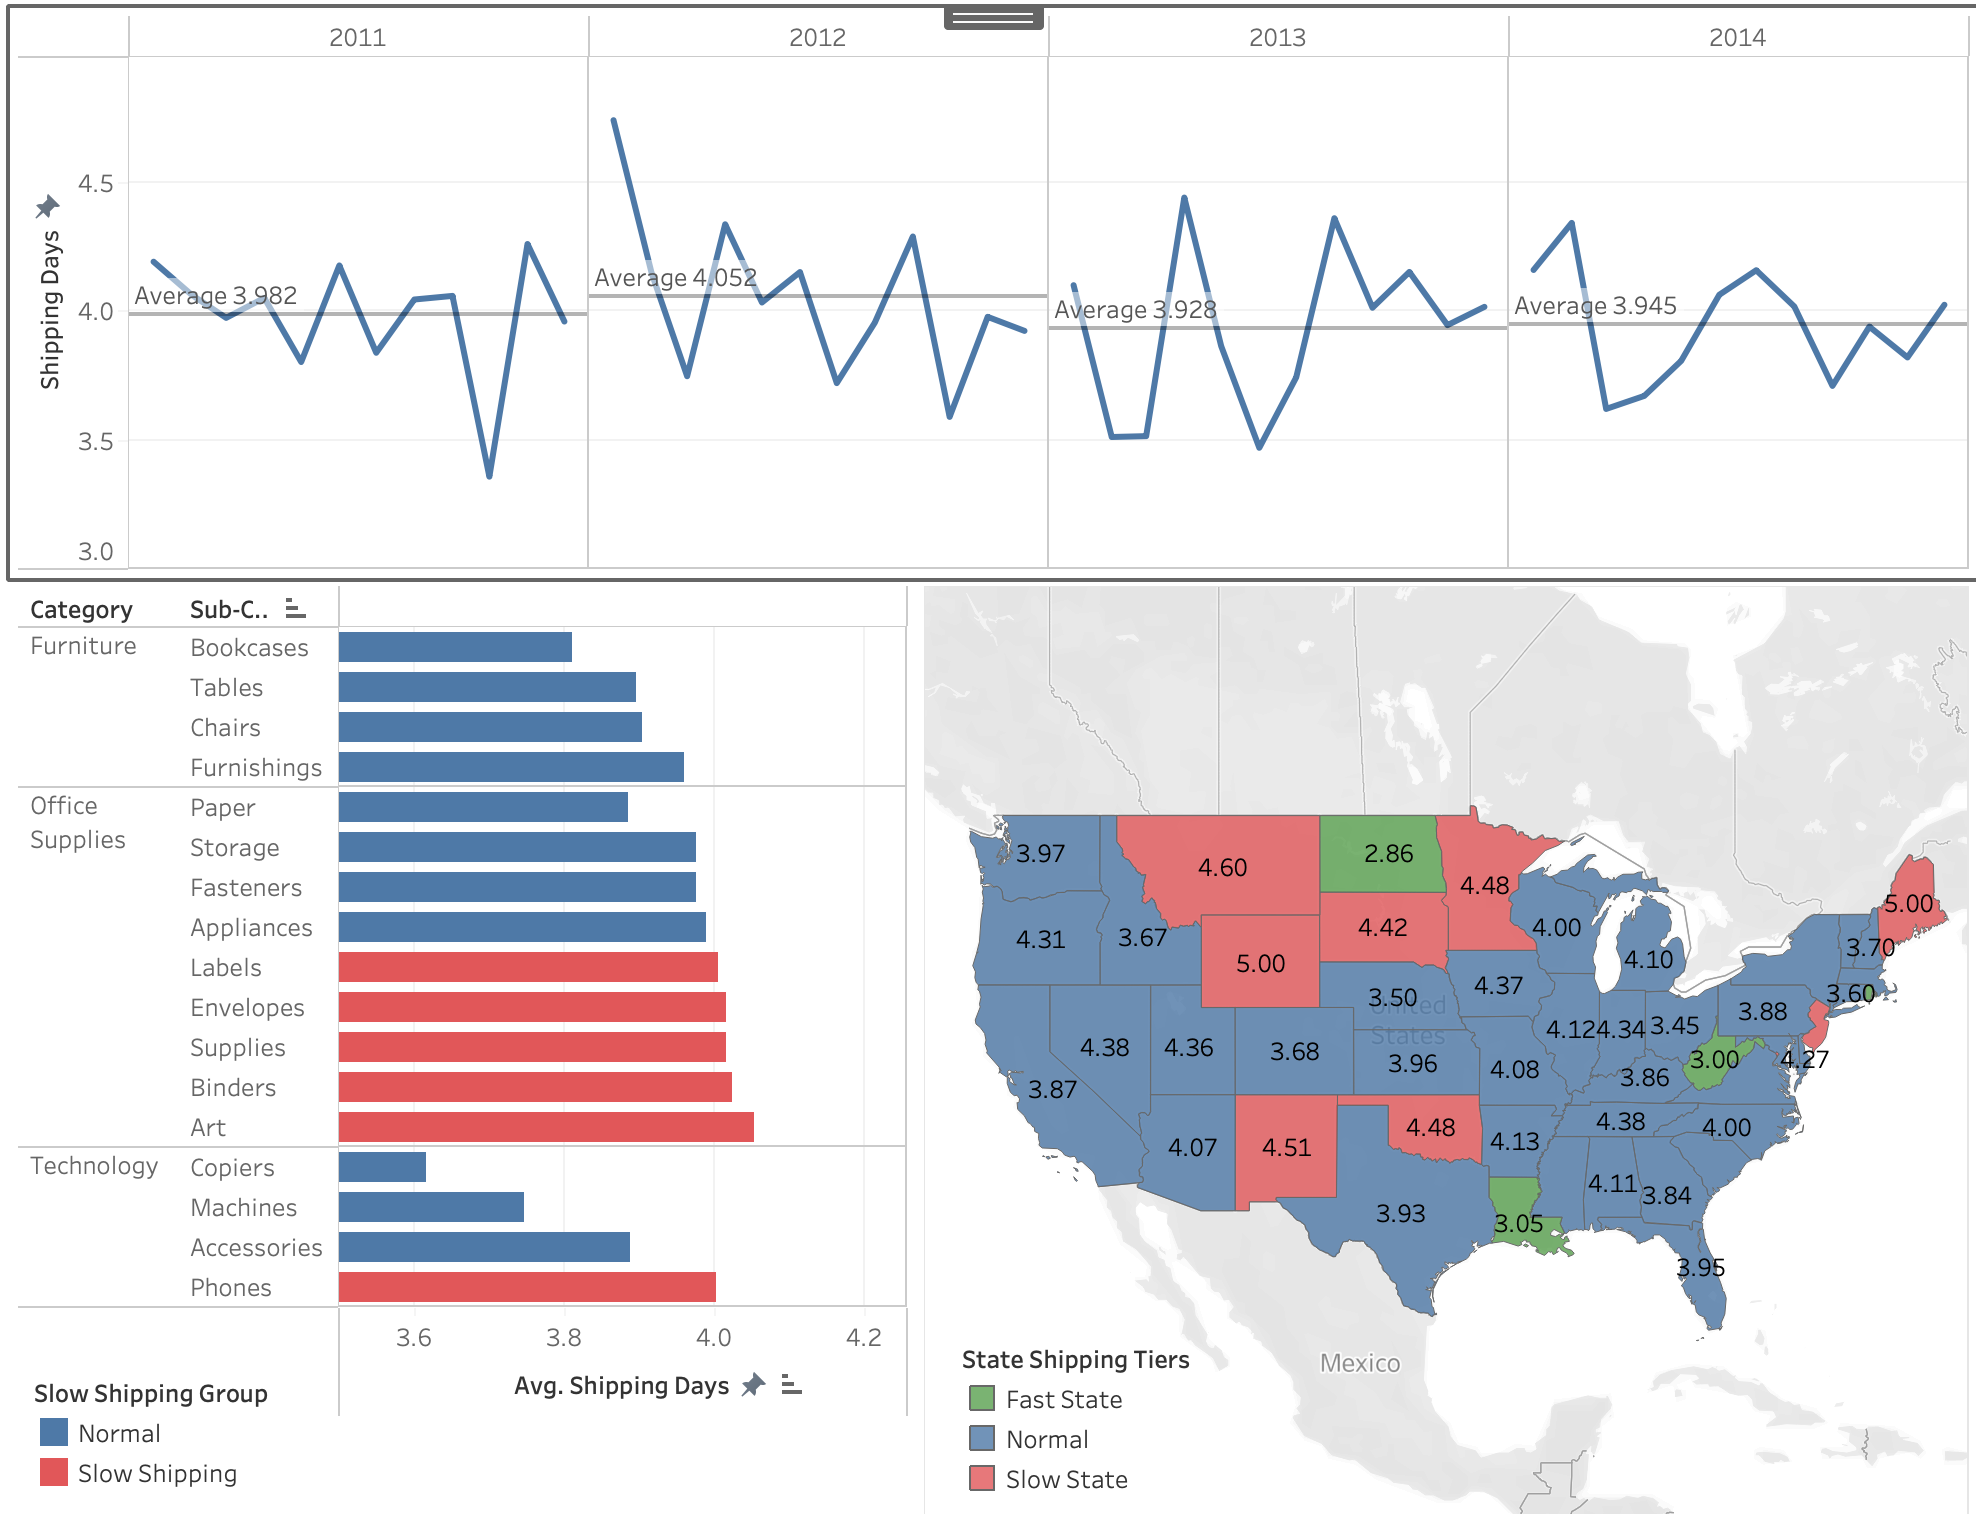 2011 2012 2013 2014
Shipping Days
4.5
4.0
3.5
3.0
Average 3.982
Average 4.052
Average 3.928
Average 3.945
Category Sub-C..
Furniture Bookcases
Tables
Chairs
Furnishings
Office Supplies Paper
Storage
Fasteners
Appliances
Labels
Envelopes
Supplies
Binders
Art
Technology Copiers
Machines
Accessories
Phones
3.6 3.8 4.0 4.2
Avg. Shipping Days
Slow Shipping Group
Normal
Slow Shipping
3.97 4.60 2.86 4.48 5.00
4.31 3.67 5.00 4.42 4.00 4.10 3.70
4.37 3.50 3.60
United
States
4.38 4.36 3.68 3.96 4.12 4.34 3.45 3.88
3.87 4.08 3.86 3.00 4.27
4.07 4.51 4.48 4.13 4.38 4.00
3.93 3.05 4.11 3.84
3.95
Mexico
State Shipping Tiers
Fast State
Normal
Slow State